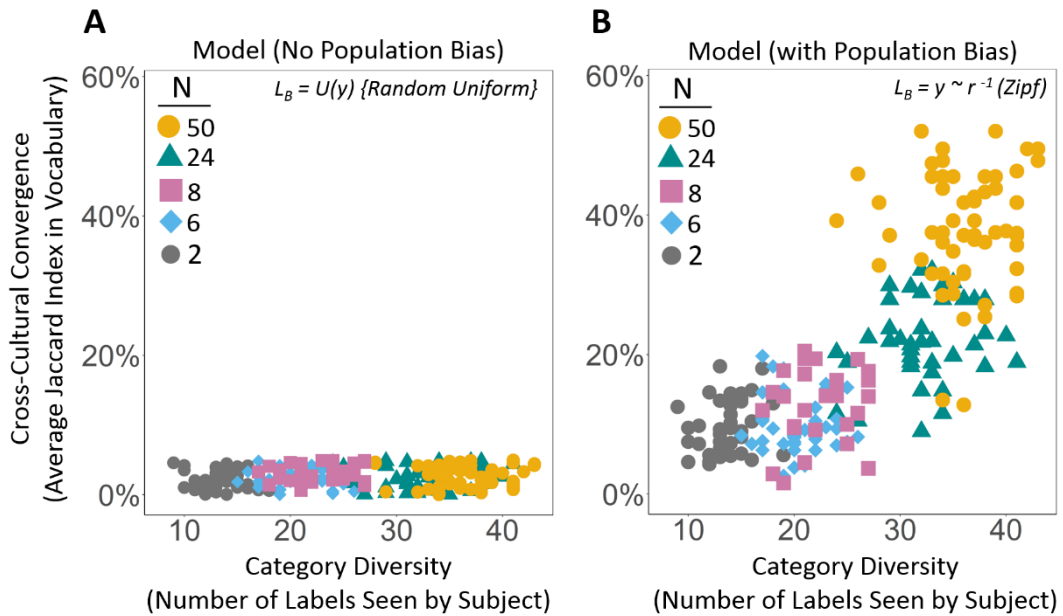 A
Model (No Population Bias)
60%
40%
20%
0%
N
50
24
8
6
2
L_B = U(y) {Random Uniform}
10 20 30 40
Category Diversity
(Number of Labels Seen by Subject)
Cross-Cultural Convergence
(Average Jaccard Index in Vocabulary)
B
Model (with Population Bias)
60%
40%
20%
0%
N
50
24
8
6
2
L_B = y ~ r ⁻¹ (Zipf)
10 20 30 40
Category Diversity
(Number of Labels Seen by Subject)